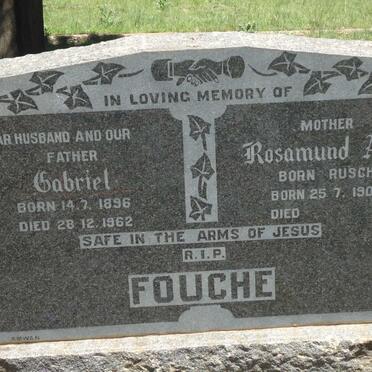 IN LOVING MEMORY OF
HUSBAND AND OUR
FATHER
Gabriel
BORN 14.7.1896
DIED 28.12.1962
MOTHER
Rosamund
BORN
BORN 25.7.
DIED
SAFE IN THE ARMS OF JESUS
R.I.P.
FOUCHE